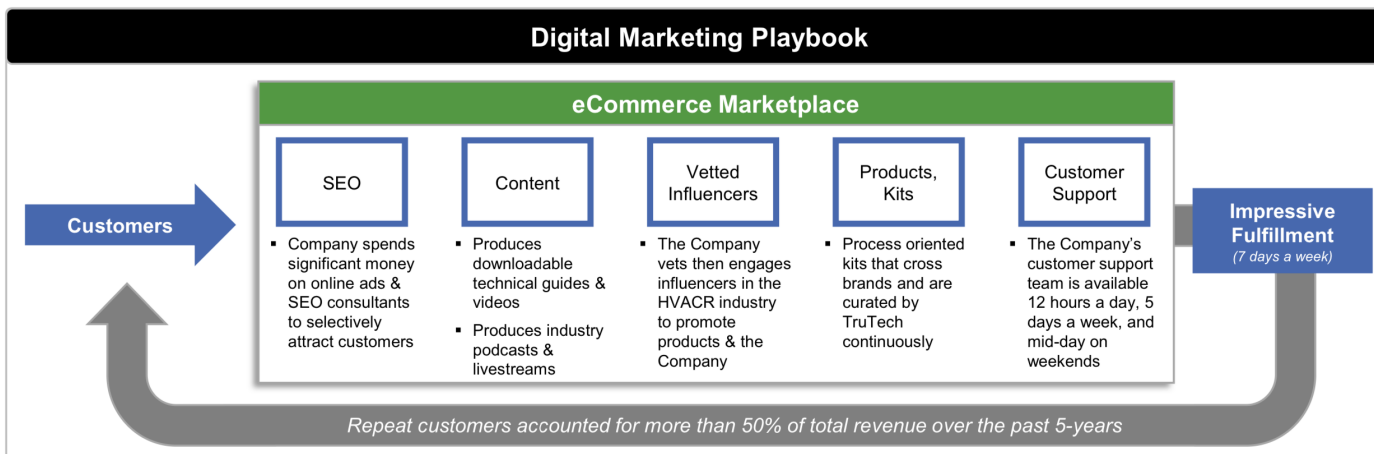 Digital Marketing Playbook
eCommerce Marketplace
Customers
SEO
▪ Company spends
significant money
on online ads &
SEO consultants
to selectively
attract customers
Content
▪ Produces
downloadable
technical guides &
videos
▪ Produces industry
podcasts &
livestreams
Vetted
Influencers
▪ The Company
vets then engages
influencers in the
HVACR industry
to promote
products & the
Company
Products,
Kits
▪ Process oriented
kits that cross
brands and are
curated by
TruTech
continuously
Customer
Support
▪ The Company's
customer support
team is available
12 hours a day, 5
days a week, and
mid-day on
weekends
Impressive
Fulfillment
(7 days a week)
Repeat customers accounted for more than 50% of total revenue over the past 5-years